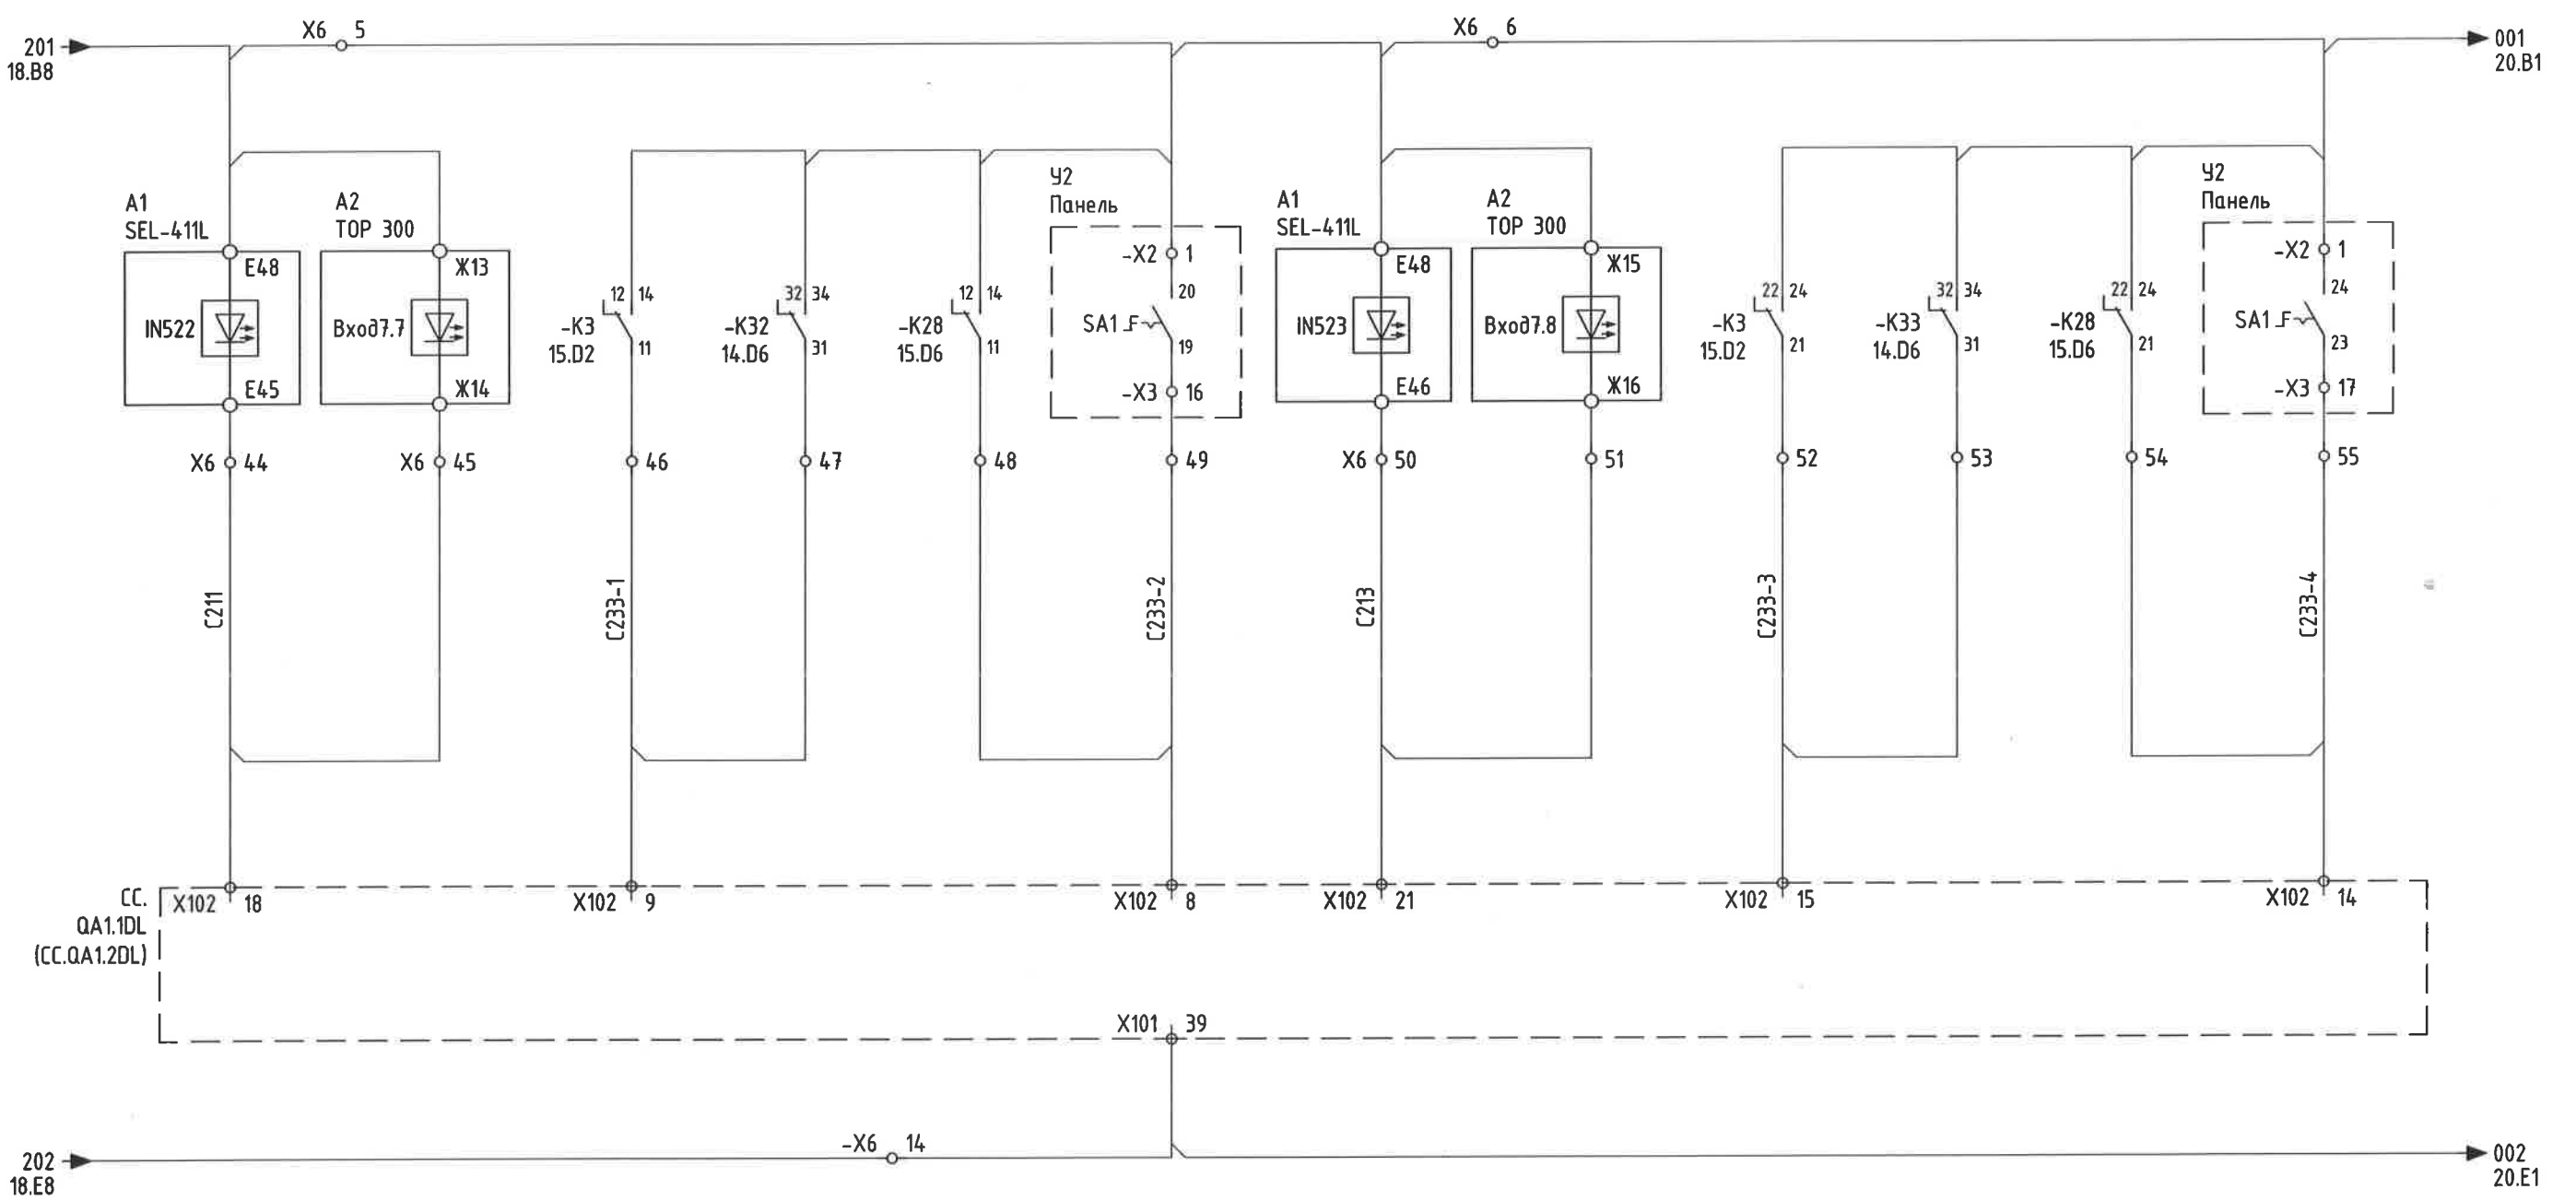 X6 5
X6 6
201
18.B8
001
20.B1
A1
SEL-411L
A2
ТОР 300
У2
Панель
A1
SEL-411L
A2
ТОР 300
У2
Панель
E48
Ж13
-X2 1
E48
Ж15
-X2 1
IN522
Вход7.7
12 14
-K3
15.D2
11
32 34
-K32
14.D6
31
12 14
-K28
15.D6
11
20
SA1
19
IN523
Вход7.8
22 24
-K3
15.D2
21
32 34
-K33
14.D6
31
22 24
-K28
15.D6
21
24
SA1
23
E45
Ж14
-X3 16
E46
Ж16
-X3 17
X6 44
X6 45
46
47
48
49
X6 50
51
52
53
54
55
C211
C233-1
C233-2
C213
C233-3
C233-4
CC.
QA1.1DL
(CC.QA1.2DL)
X102 18
X102 9
X102 8
X102 21
X102 15
X102 14
X101 39
-X6 14
202
18.E8
002
20.E1